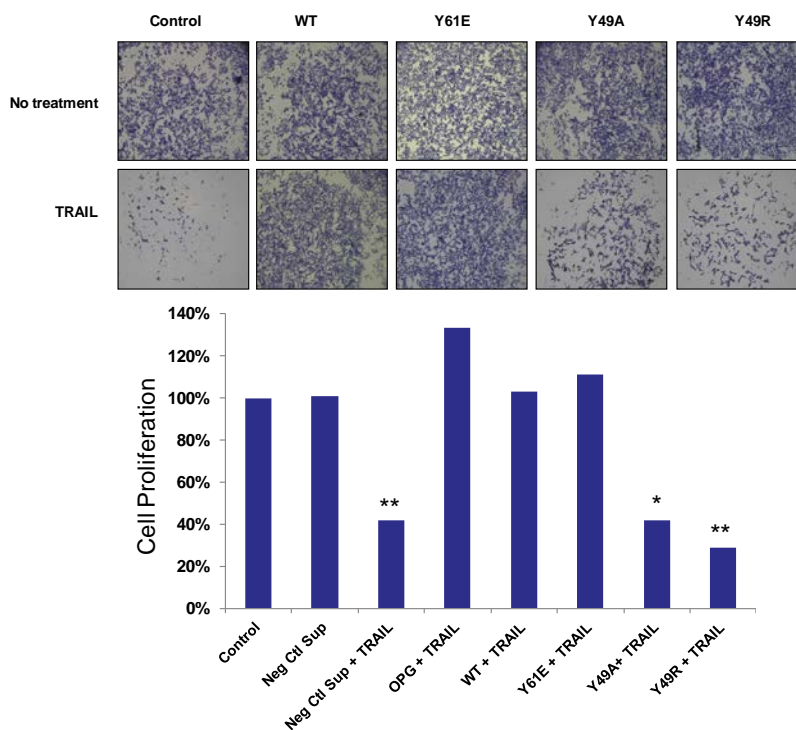 Control WT Y61E Y49A Y49R
No treatment
TRAIL
140%
120%
100%
80%
60%
40%
20%
0%
Cell Proliferation
** * **
Control
Neg Ctl Sup
Neg Ctl Sup + TRAIL
OPG + TRAIL
WT + TRAIL
Y61E + TRAIL
Y49A+ TRAIL
Y49R + TRAIL